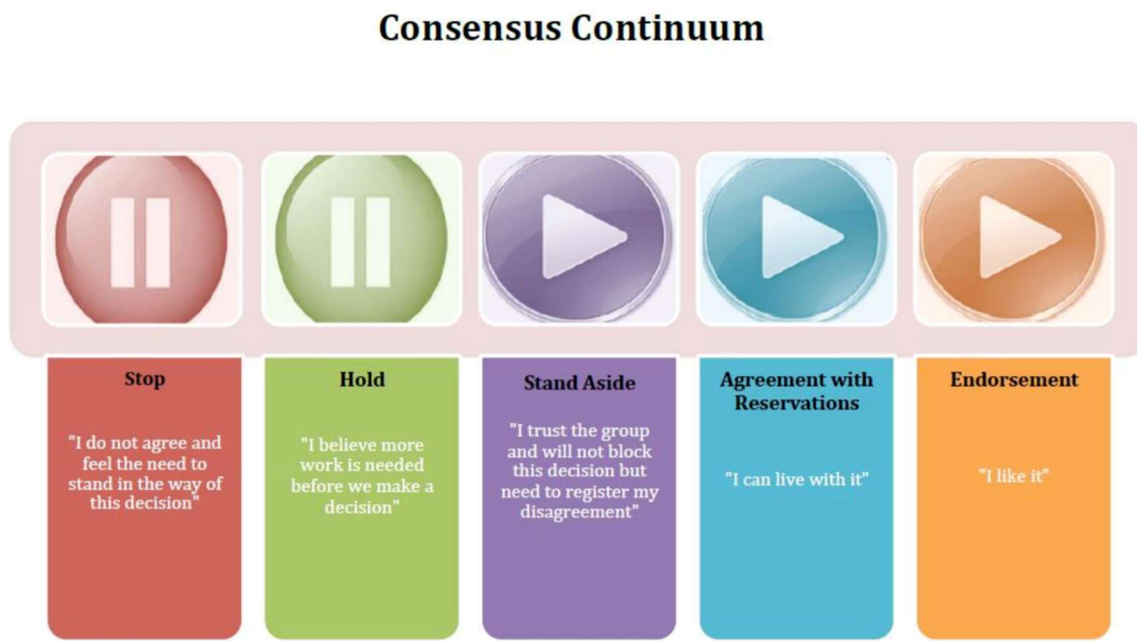 Consensus Continuum
Stop
"I do not agree and
feel the need to
stand in the way of
this decision"
Hold
"I believe more
work is needed
before we make a
decision"
Stand Aside
"I trust the group
and will not block
this decision but
need to register my
disagreement"
Agreement with
Reservations
"I can live with it"
Endorsement
"I like it"